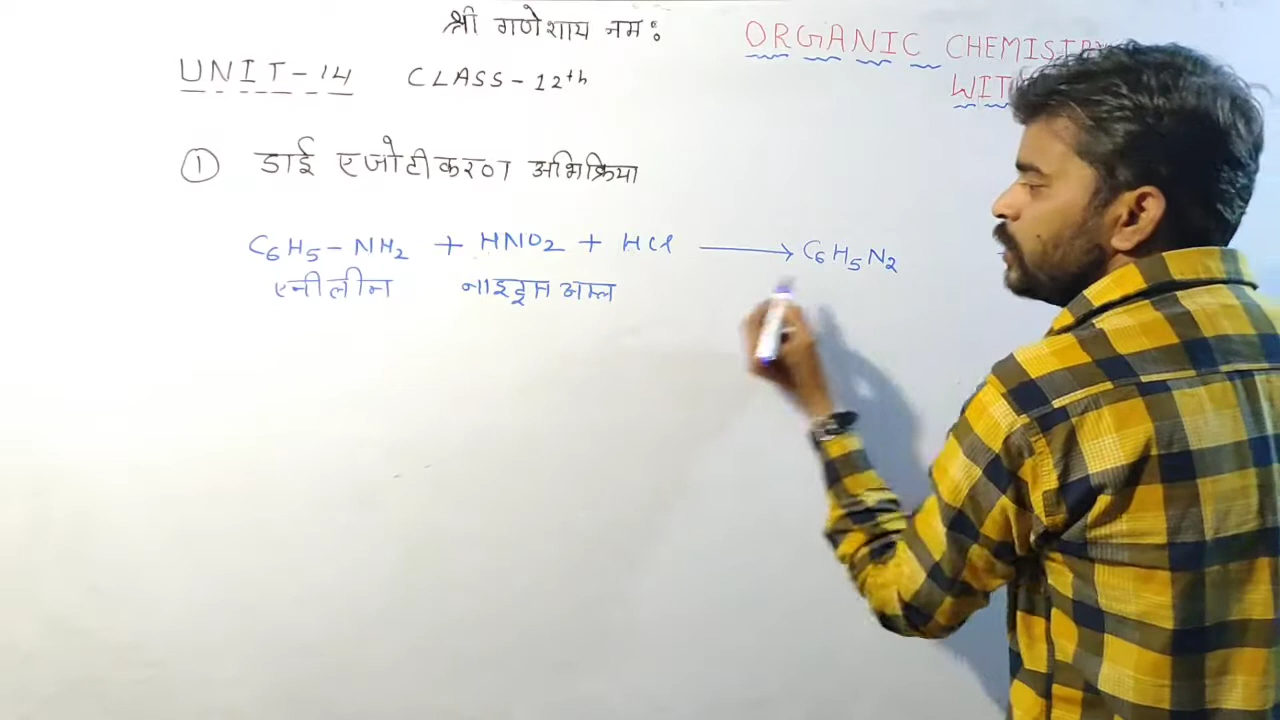 श्री गणेशाय नमः
ORGANIC CHEMISTRY
UNIT-14 CLASS-12th
① डाई एजोटीकरण अभिक्रिया
C6H5-NH2 + HNO2 + HCl ⟶ C6H5N2
एनीलीन नाइट्रस अम्ल